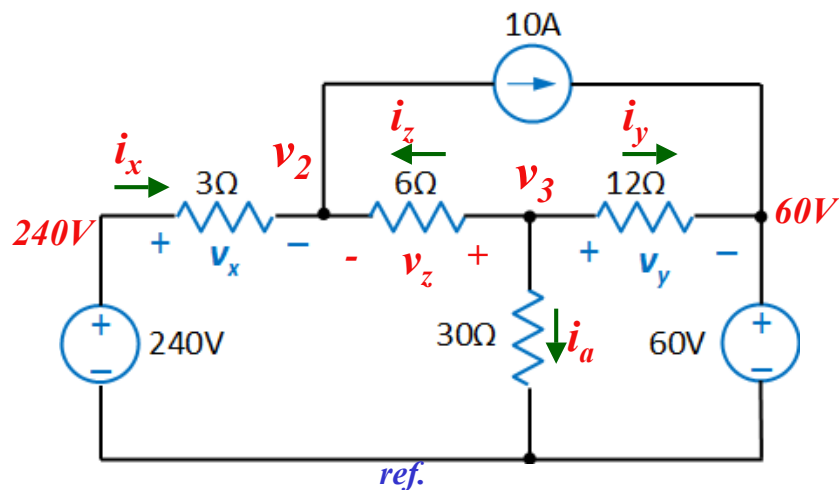 10A
i_x
i_z
i_y
v_2
3Ω
6Ω
v_3
12Ω
240V
60V
+ v_x −
- v_z +
+ v_y −
+
−
240V
30Ω
i_a
60V
+
−
ref.